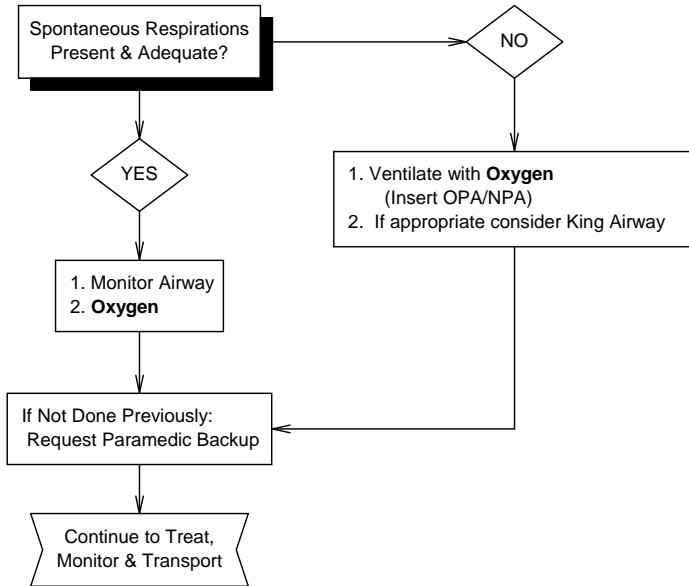 Spontaneous Respirations
Present & Adequate?
NO
YES
1. Ventilate with Oxygen
(Insert OPA/NPA)
2. If appropriate consider King Airway
1. Monitor Airway
2. Oxygen
If Not Done Previously:
Request Paramedic Backup
Continue to Treat,
Monitor & Transport